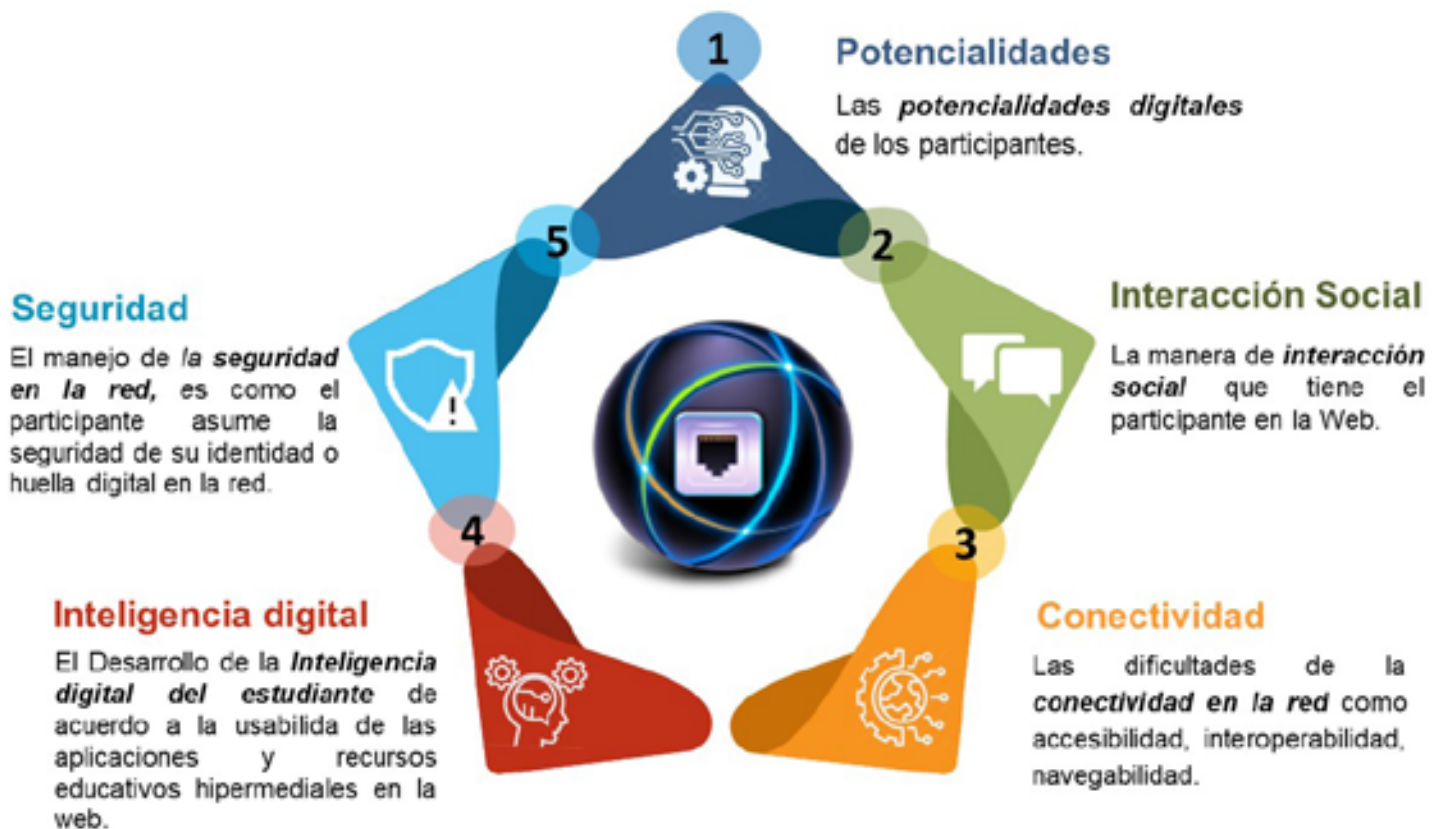 1
Potencialidades
Las potencialidades digitales
de los participantes.
2
Interacción Social
La manera de interacción
social que tiene el
participante en la Web.
3
Conectividad
Las dificultades de la
conectividad en la red como
accesibilidad, interoperabilidad,
navegabilidad.
4
Inteligencia digital
El Desarrollo de la Inteligencia
digital del estudiante de
acuerdo a la usabilida de las
aplicaciones y recursos
educativos hipermediales en la
web.
5
Seguridad
El manejo de la seguridad
en la red, es como el
participante asume la
seguridad de su identidad o
huella digital en la red.
!